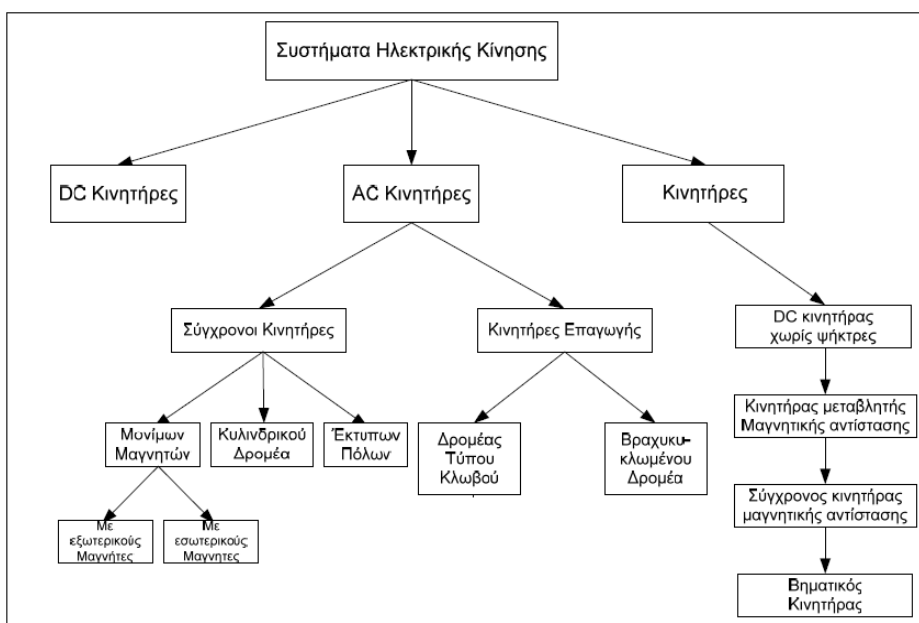 Συστήματα Ηλεκτρικής Κίνησης
DC Κινητήρες
AC Κινητήρες
Κινητήρες
Σύγχρονοι Κινητήρες
Κινητήρες Επαγωγής
DC κινητήρας
χωρίς ψήκτρες
Μονίμων
Μαγνητών
Κυλινδρικού
Δρομέα
Έκτυπων
Πόλων
Δρομέας
Τύπου
Κλωβού
Βραχυκυ-
κλωμένου
Δρομέα
Κινητήρας μεταβλητής
Μαγνητικής αντίστασης
Σύγχρονος κινητήρας
μαγνητικής αντίστασης
Με
εξωτερικούς
Μαγνήτες
Με
εσωτερικούς
Μαγνητες
Βηματικός
Κινητήρας